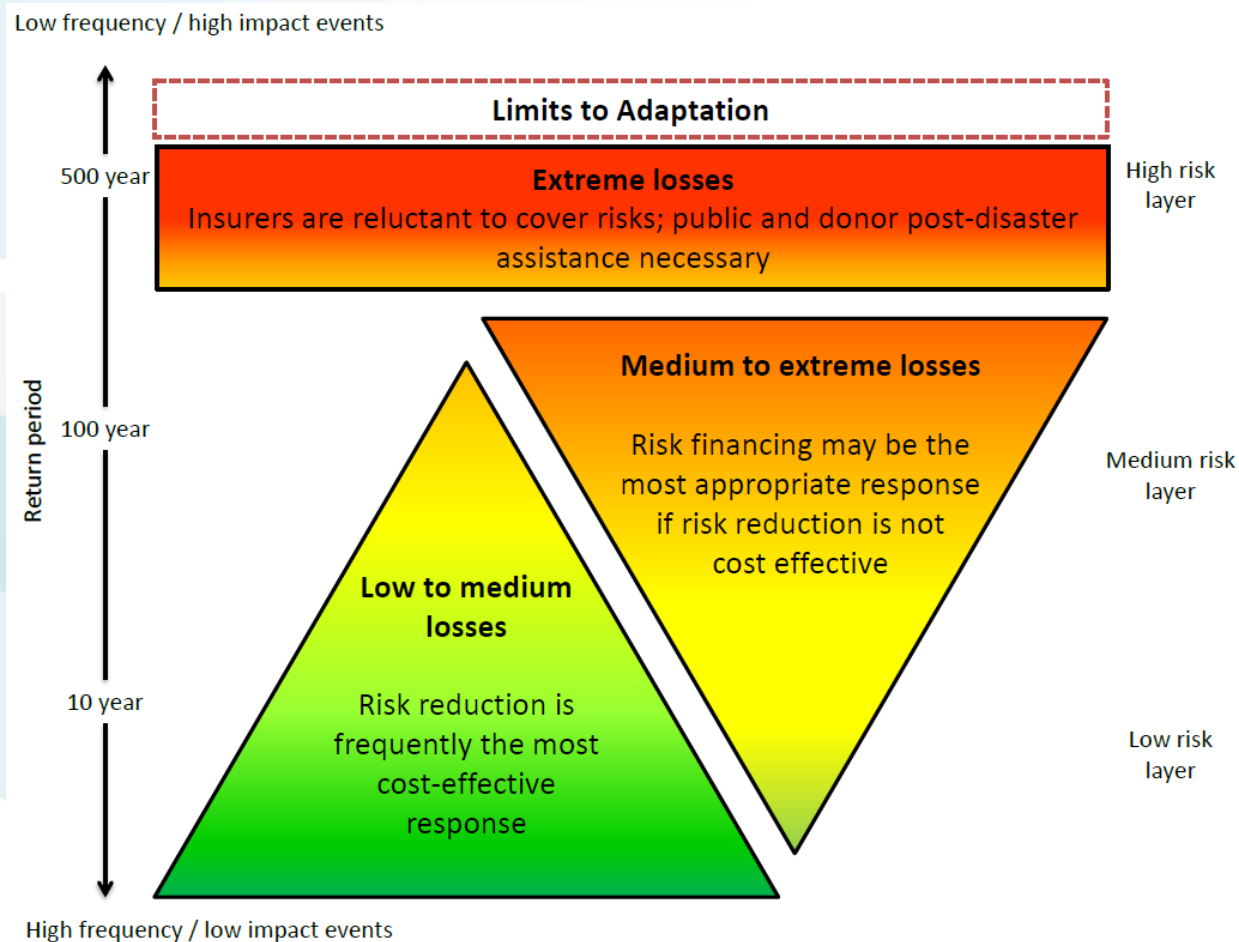 Low frequency / high impact events
Limits to Adaptation
500 year
Extreme losses
Insurers are reluctant to cover risks; public and donor post-disaster
assistance necessary
High risk
layer
Medium to extreme losses
Risk financing may be the
most appropriate response
if risk reduction is not
cost effective
Return period
100 year
Medium risk
layer
Low to medium
losses
Risk reduction is
frequently the most
cost-effective
response
10 year
Low risk
layer
High frequency / low impact events